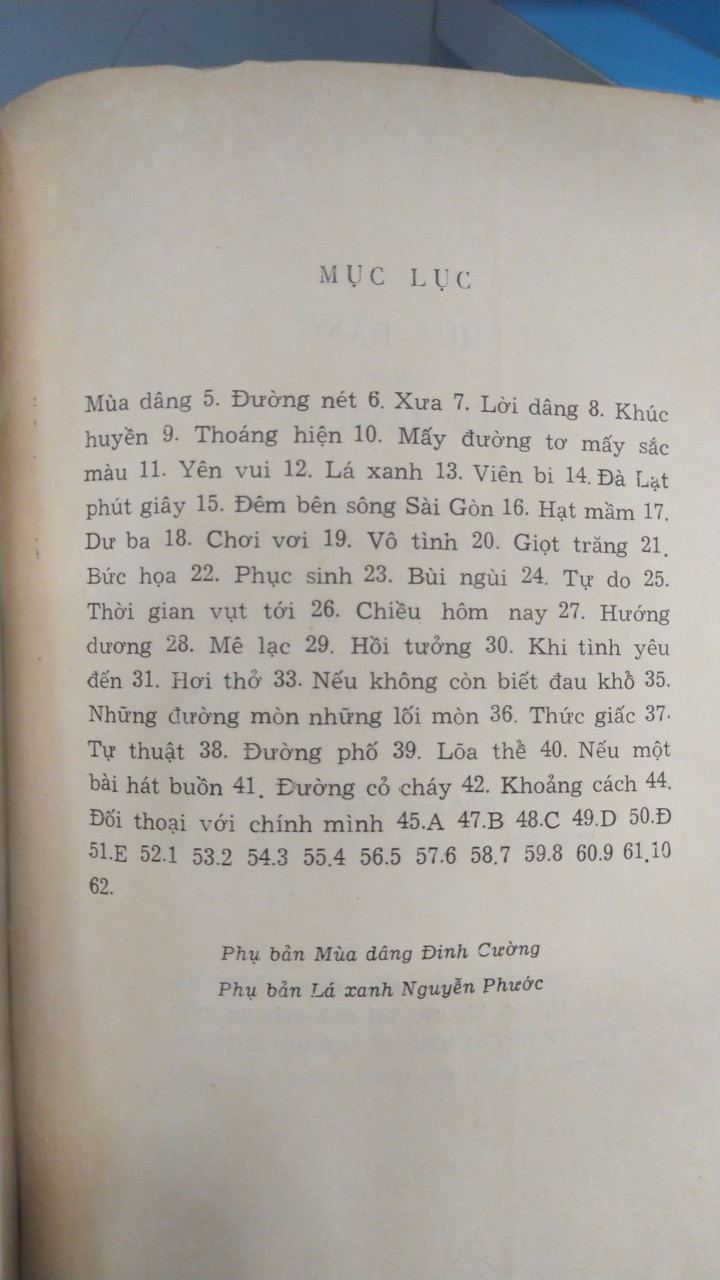 MỤC LỤC
Mùa dâng 5. Đường nét 6. Xưa 7. Lời dâng 8. Khúc
huyền 9. Thoáng hiện 10. Mấy đường tơ mấy sắc
màu 11. Yên vui 12. Lá xanh 13. Viên bi 14. Đà Lạt
phút giây 15. Đêm bên sông Sài Gòn 16. Hạt mầm 17.
Dư ba 18. Chơi vơi 19. Vô tình 20. Giọt trăng 21.
Bức họa 22. Phục sinh 23. Bùi ngùi 24. Tự do 25.
Thời gian vụt tới 26. Chiều hôm nay 27. Hướng
dương 28. Mê lạc 29. Hồi tưởng 30. Khi tình yêu
đến 31. Hơi thở 33. Nếu không còn biết đau khổ 35.
Những đường mòn những lối mòn 36. Thức giấc 37.
Tự thuật 38. Đường phố 39. Lõa thể 40. Nếu một
bài hát buồn 41. Đường cỏ cháy 42. Khoảng cách 44.
Đối thoại với chính mình 45.A 47.B 48.C 49.D 50.Đ
51.E 52.1 53.2 54.3 55.4 56.5 57.6 58.7 59.8 60.9 61.10
62.
Phụ bản Mùa dâng Đinh Cường
Phụ bản Lá xanh Nguyễn Phước